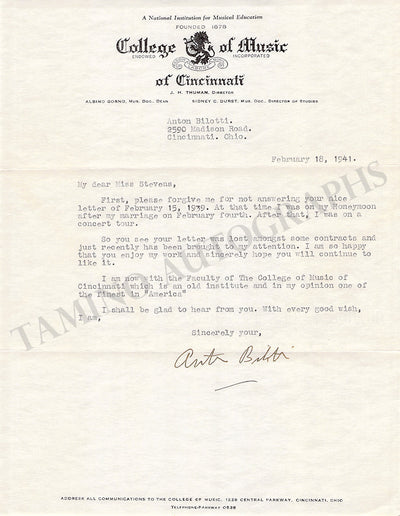 A National Institution for Musical Education
FOUNDED 1878
College of Music
ENDOWED INCORPORATED
of Cincinnati
J. H. THUMAN, DIRECTOR
ALBINO GORNO, MUS. DOC., DEAN SIDNEY C. DURST, MUS. DOC., DIRECTOR OF STUDIES
Anton Bilotti.
2590 Madison Road.
Cincinnati. Ohio.
February 18, 1941.
My dear Miss Stevens,
First, please forgive me for not answering your nice
letter of February 15, 1939. At that time I was on my Honeymoon
after my marriage on February fourth. After that, I was on a
concert tour.
So you see your letter was lost amongst some contracts and
just recently has been brought to my attention. I am so happy
that you enjoy my work and sincerely hope you will continue to
like it.
I am now with the Faculty of The College of Music of
Cincinnati which is an old institute and in my opinion one of
the finest in America
I shall be glad to hear from you. With every good wish,
I am,
Sincerely your,
Anton Bilotti
TAMINO AUTOGRAPHS
ADDRESS ALL COMMUNICATIONS TO THE COLLEGE OF MUSIC, 1228 CENTRAL PARKWAY, CINCINNATI, OHIO
TELEPHONE: PARKWAY 0828